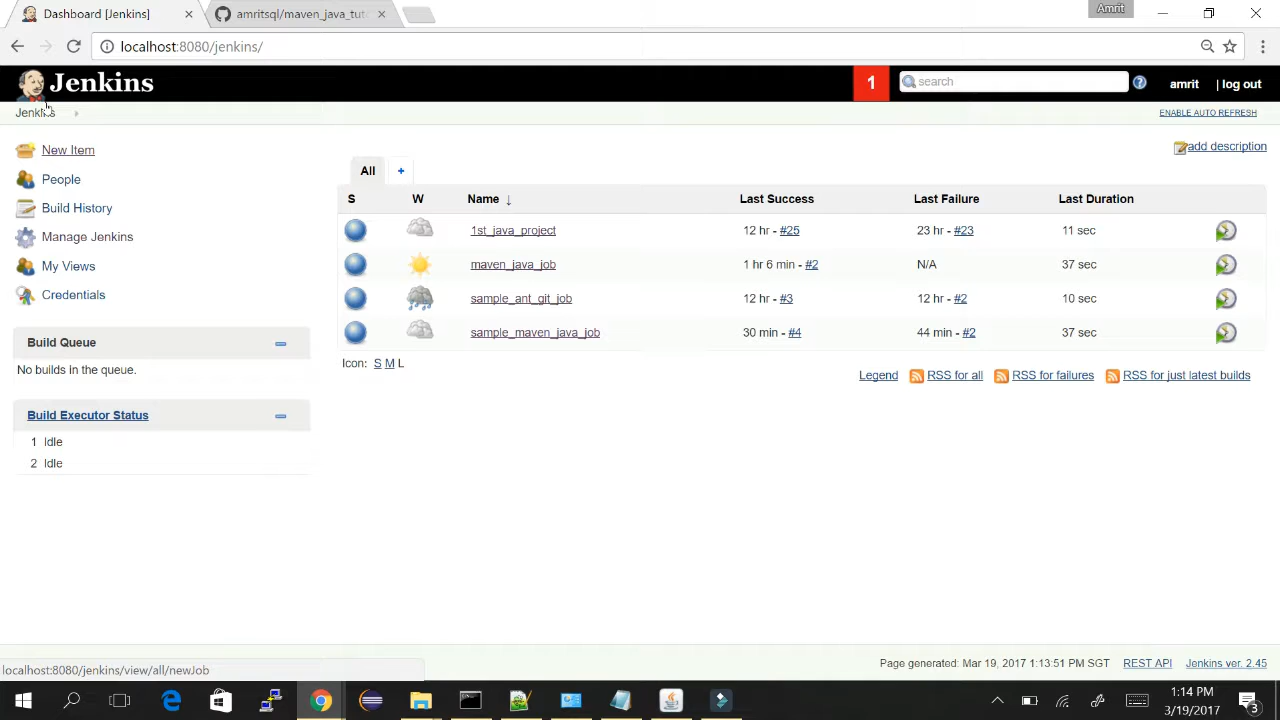 Dashboard [Jenkins]
amritsql/maven_java_tuto
Amrit
localhost:8080/jenkins/
Jenkins
1
search
amrit
| log out
Jenkins
ENABLE AUTO REFRESH
New Item
People
Build History
Manage Jenkins
My Views
Credentials
add description
All
+
S W Name ↓ Last Success Last Failure Last Duration
1st_java_project 12 hr - #25 23 hr - #23 11 sec
maven_java_job 1 hr 6 min - #2 N/A 37 sec
sample_ant_git_job 12 hr - #3 12 hr - #2 10 sec
sample_maven_java_job 30 min - #4 44 min - #2 37 sec
Icon: S M L
Legend RSS for all RSS for failures RSS for just latest builds
Build Queue
No builds in the queue.
Build Executor Status
1 Idle
2 Idle
localhost:8080/jenkins/view/all/newJob
Page generated: Mar 19, 2017 1:13:51 PM SGT REST API Jenkins ver. 2.45
1:14 PM
3/19/2017
3